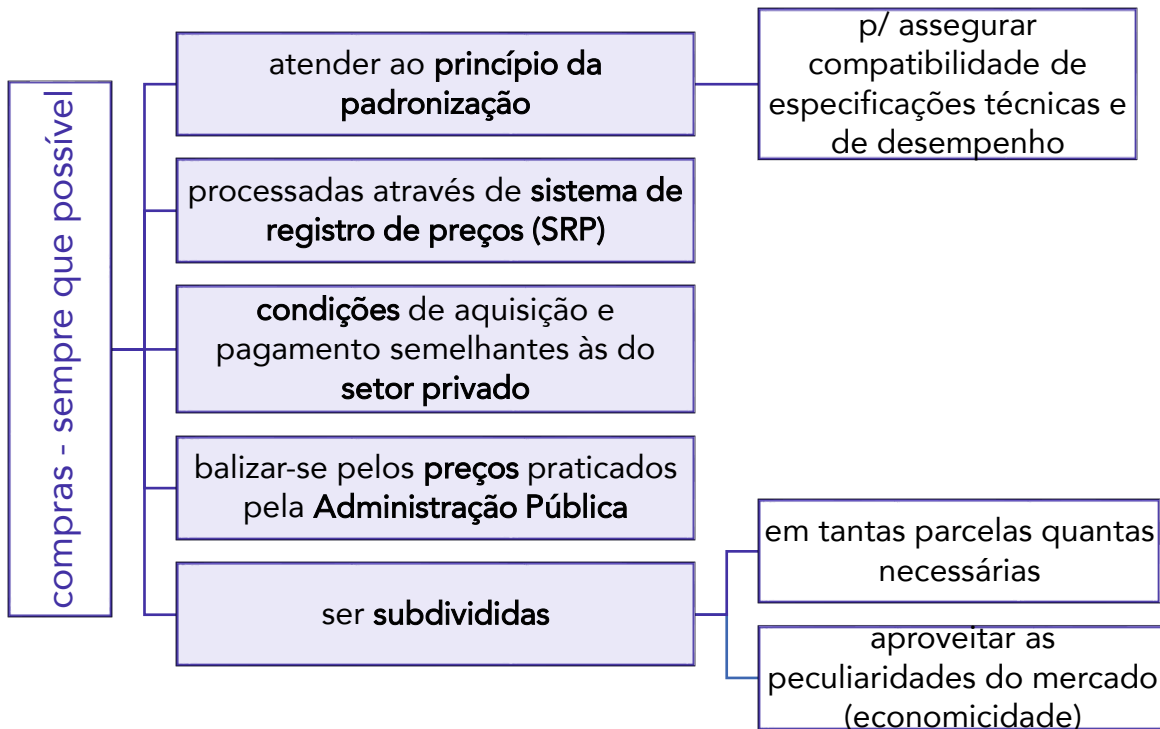 compras - sempre que possível
atender ao princípio da
padronização
p/ assegurar
compatibilidade de
especificações técnicas e
de desempenho
processadas através de sistema de
registro de preços (SRP)
condições de aquisição e
pagamento semelhantes às do
setor privado
balizar-se pelos preços praticados
pela Administração Pública
ser subdivididas
em tantas parcelas quantas
necessárias
aproveitar as
peculiaridades do mercado
(economicidade)